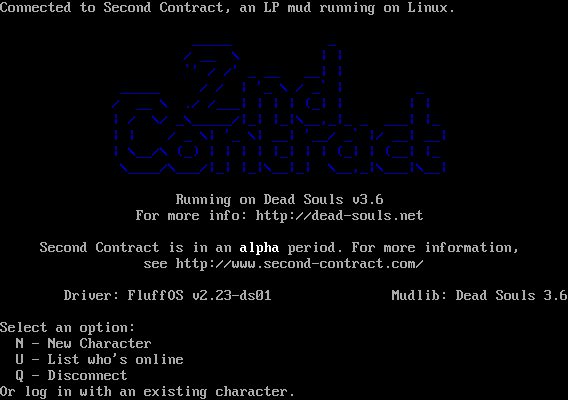 Connected to Second Contract, an LP mud running on Linux.
2nd
Contract
Running on Dead Souls v3.6
For more info: http://dead-souls.net
Second Contract is in an alpha period. For more information,
see http://www.second-contract.com/
Driver: FluffOS v2.23-ds01 Mudlib: Dead Souls 3.6
Select an option:
N - New Character
U - List who's online
Q - Disconnect
Or log in with an existing character.